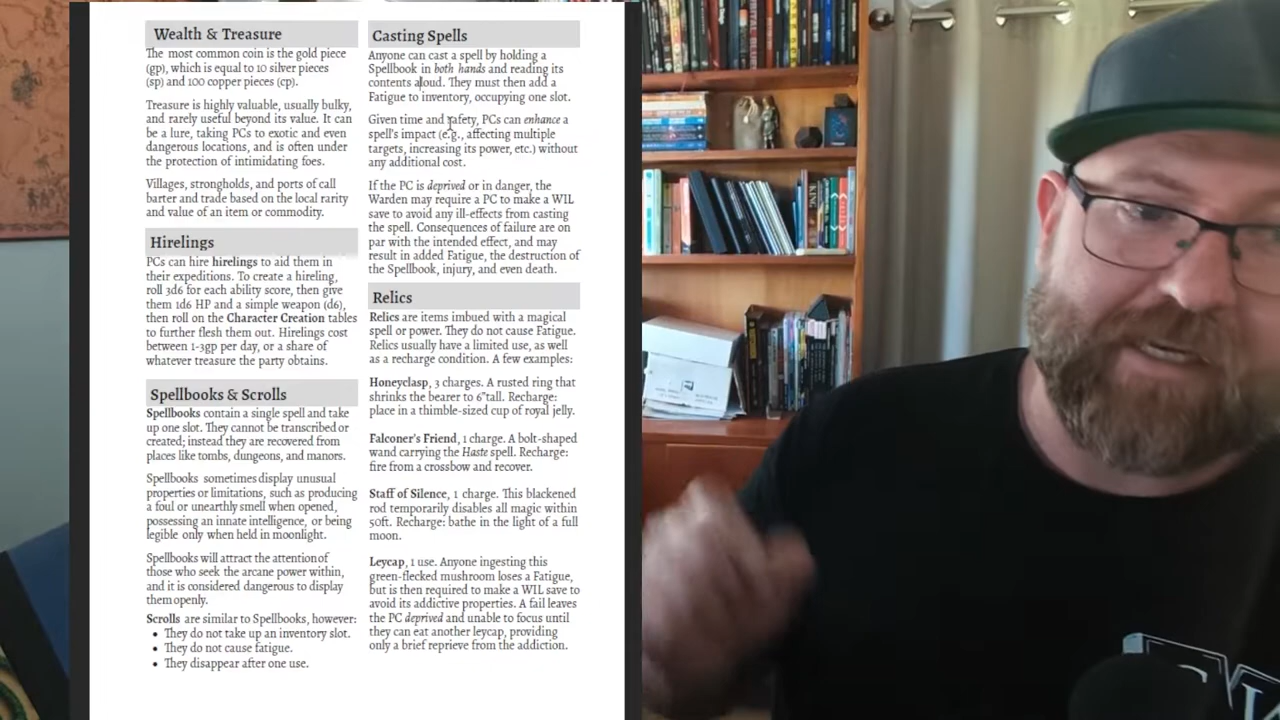 Wealth & Treasure
The most common coin is the gold piece
(gp), which is equal to 10 silver pieces
(sp) and 100 copper pieces (cp).
Treasure is highly valuable, usually bulky,
and rarely useful beyond its value. It can
be a lure, taking PCs to exotic and even
dangerous locations, and is often under
the protection of intimidating foes.
Villages, strongholds, and ports of call
barter and trade based on the local rarity
and value of an item or commodity.
Hirelings
PCs can hire hirelings to aid them in
their expeditions. To create a hireling,
roll 3d6 for each ability score, then give
them 1d6 HP and a simple weapon (d6),
then roll on the Character Creation tables
to further flesh them out. Hirelings cost
between 1-3gp per day, or a share of
whatever treasure the party obtains.
Spellbooks & Scrolls
Spellbooks contain a single spell and take
up one slot. They cannot be transcribed or
created; instead they are recovered from
places like tombs, dungeons, and manors.
Spellbooks sometimes display unusual
properties or limitations, such as producing
a foul or unearthly smell when opened,
possessing an innate intelligence, or being
legible only when held in moonlight.
Spellbooks will attract the attention of
those who seek the arcane power within,
and it is considered dangerous to display
them openly.
Scrolls are similar to Spellbooks, however:
• They do not take up an inventory slot.
• They do not cause fatigue.
• They disappear after one use.
Casting Spells
Anyone can cast a spell by holding a
Spellbook in both hands and reading its
contents aloud. They must then add a
Fatigue to inventory, occupying one slot.
Given time and safety, PCs can enhance a
spell's impact (e.g., affecting multiple
targets, increasing its power, etc.) without
any additional cost.
If the PC is deprived or in danger, the
Warden may require a PC to make a WIL
save to avoid any ill-effects from casting
the spell. Consequences of failure are on
par with the intended effect, and may
result in added Fatigue, the destruction of
the Spellbook, injury, and even death.
Relics
Relics are items imbued with a magical
spell or power. They do not cause Fatigue.
Relics usually have a limited use, as well
as a recharge condition. A few examples:
Honeyclasp, 3 charges. A rusted ring that
shrinks the bearer to 6"tall. Recharge:
place in a thimble-sized cup of royal jelly.
Falconer's Friend, 1 charge. A bolt-shaped
wand carrying the Haste spell. Recharge:
fire from a crossbow and recover.
Staff of Silence, 1 charge. This blackened
rod temporarily disables all magic within
50ft. Recharge: bathe in the light of a full
moon.
Leycap, 1 use. Anyone ingesting this
green-flecked mushroom loses a Fatigue,
but is then required to make a WIL save to
avoid its addictive properties. A fail leaves
the PC deprived and unable to focus until
they can eat another leycap, providing
only a brief reprieve from the addiction.
KING